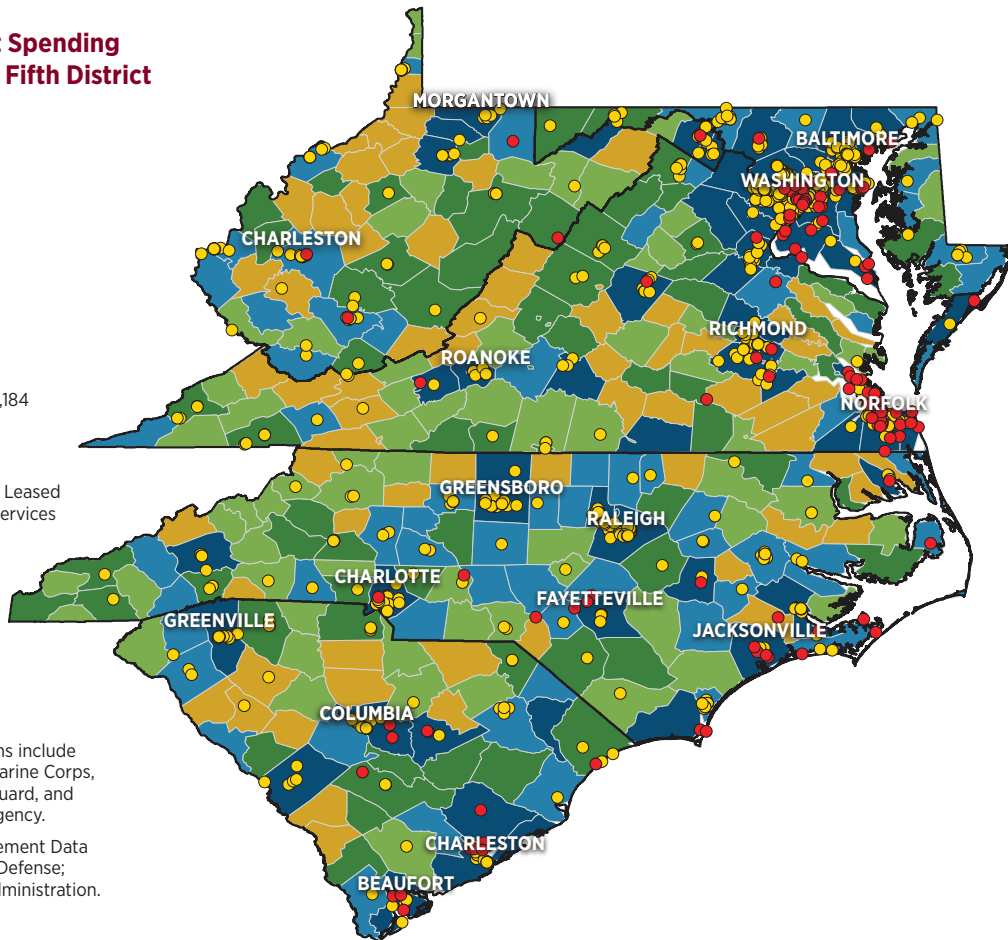 : Spending
Fifth District
,184
Leased
ervices
ns include
arine Corps,
uard, and
gency.
ement Data
Defense;
dministration.
MORGANTOWN
BALTIMORE
WASHINGTON
CHARLESTON
RICHMOND
ROANOKE
NORFOLK
GREENSBORO
RALEIGH
CHARLOTTE
FAYETTEVILLE
GREENVILLE
JACKSONVILLE
COLUMBIA
CHARLESTON
BEAUFORT